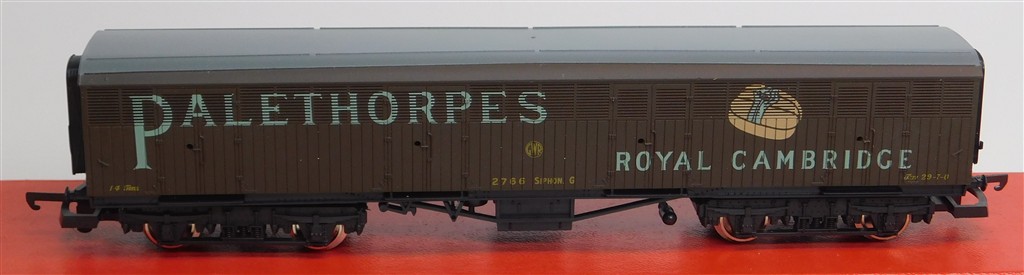 PALETHORPES
ROYAL CAMBRIDGE
GWR
2766 SIPHON. G